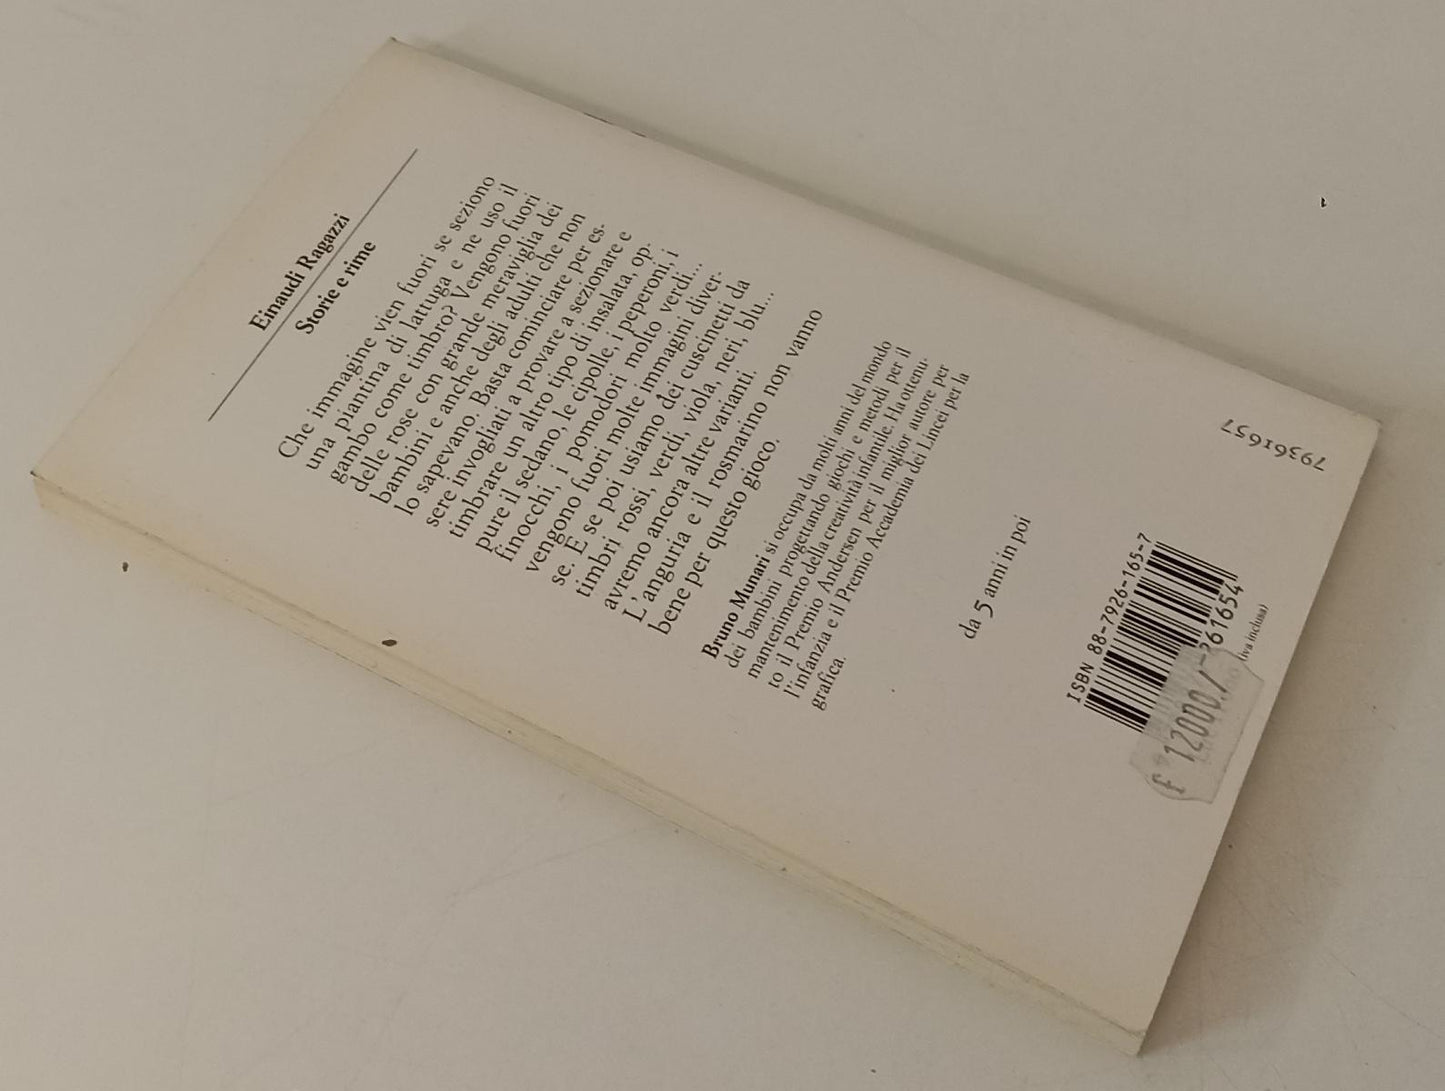 Einaudi Ragazzi
Storie e rime
Che immagine vien fuori se seziono
una piantina di lattuga e ne uso il
gambo come timbro? Vengono fuori
delle rose con grande meraviglia dei
bambini e anche degli adulti che non
lo sapevano. Basta cominciare per es-
sere invogliati a provare a sezionare e
timbrare un altro tipo di insalata, op-
pure il sedano, le cipolle, i peperoni, i
finocchi, i pomodori molto verdi...
vengono fuori molte immagini diver-
se. E se poi usiamo dei cuscinetti da
timbri rossi, verdi, viola, neri, blu...
avremo ancora altre varianti.
L'anguria e il rosmarino non vanno
bene per questo gioco.
Bruno Munari si occupa da molti anni del mondo
dei bambini progettando giochi e metodi per il
mantenimento della creatività infantile. Ha ottenu-
to il Premio Andersen per il miglior autore per
l'infanzia e il Premio Accademia dei Lincei per la
grafica.
da 5 anni in poi
79361657
ISBN 88-7926-165-7
361654
£ 12000
(iva inclusa)